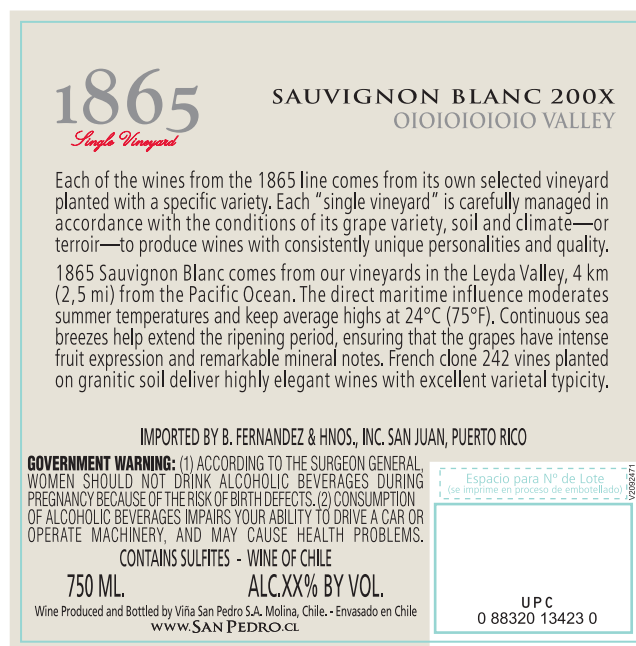 1865
Single Vineyard
SAUVIGNON BLANC 200X
OIOIOIOIOIO VALLEY
Each of the wines from the 1865 line comes from its own selected vineyard
planted with a specific variety. Each “single vineyard” is carefully managed in
accordance with the conditions of its grape variety, soil and climate—or
terroir—to produce wines with consistently unique personalities and quality.
1865 Sauvignon Blanc comes from our vineyards in the Leyda Valley, 4 km
(2,5 mi) from the Pacific Ocean. The direct maritime influence moderates
summer temperatures and keep average highs at 24°C (75°F). Continuous sea
breezes help extend the ripening period, ensuring that the grapes have intense
fruit expression and remarkable mineral notes. French clone 242 vines planted
on granitic soil deliver highly elegant wines with excellent varietal typicity.
IMPORTED BY B. FERNANDEZ & HNOS., INC. SAN JUAN, PUERTO RICO
GOVERNMENT WARNING: (1) ACCORDING TO THE SURGEON GENERAL,
WOMEN SHOULD NOT DRINK ALCOHOLIC BEVERAGES DURING
PREGNANCY BECAUSE OF THE RISK OF BIRTH DEFECTS. (2) CONSUMPTION
OF ALCOHOLIC BEVERAGES IMPAIRS YOUR ABILITY TO DRIVE A CAR OR
OPERATE MACHINERY, AND MAY CAUSE HEALTH PROBLEMS.
CONTAINS SULFITES - WINE OF CHILE
750 ML. ALC.XX% BY VOL.
Wine Produced and Bottled by Viña San Pedro S.A. Molina, Chile. - Envasado en Chile
WWW.SAN PEDRO.CL
Espacio para Nº de Lote
(se imprime en proceso de embotellado)
V2092471
UPC
0 88320 13423 0